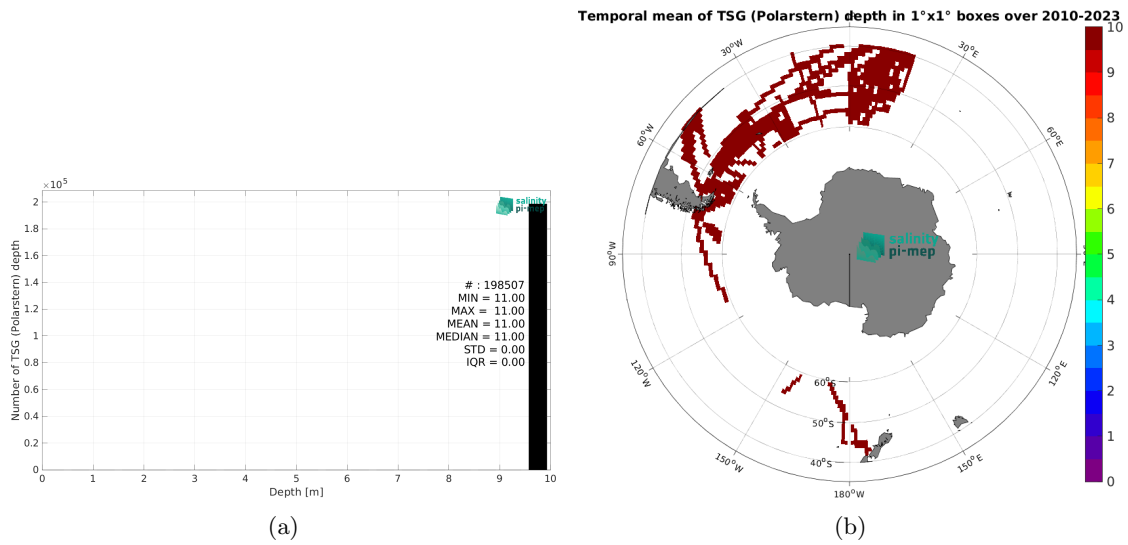 Temporal mean of TSG (Polarstern) depth in 1°x1° boxes over 2010-2023
×10⁵
2
1.8
1.6
1.4
1.2
1
0.8
0.6
0.4
0.2
0
Number of TSG (Polarstern) depth
salinity
pi-mep
# : 198507
MIN = 11.00
MAX = 11.00
MEAN = 11.00
MEDIAN = 11.00
STD = 0.00
IQR = 0.00
0 1 2 3 4 5 6 7 8 9 10
Depth [m]
(a)
30°W
30°E
60°W
60°E
90°W
120°W
120°E
150°W
150°E
180°W
60°S
50°S
40°S
salinity
pi-mep
10
9
8
7
6
5
4
3
2
1
0
(b)